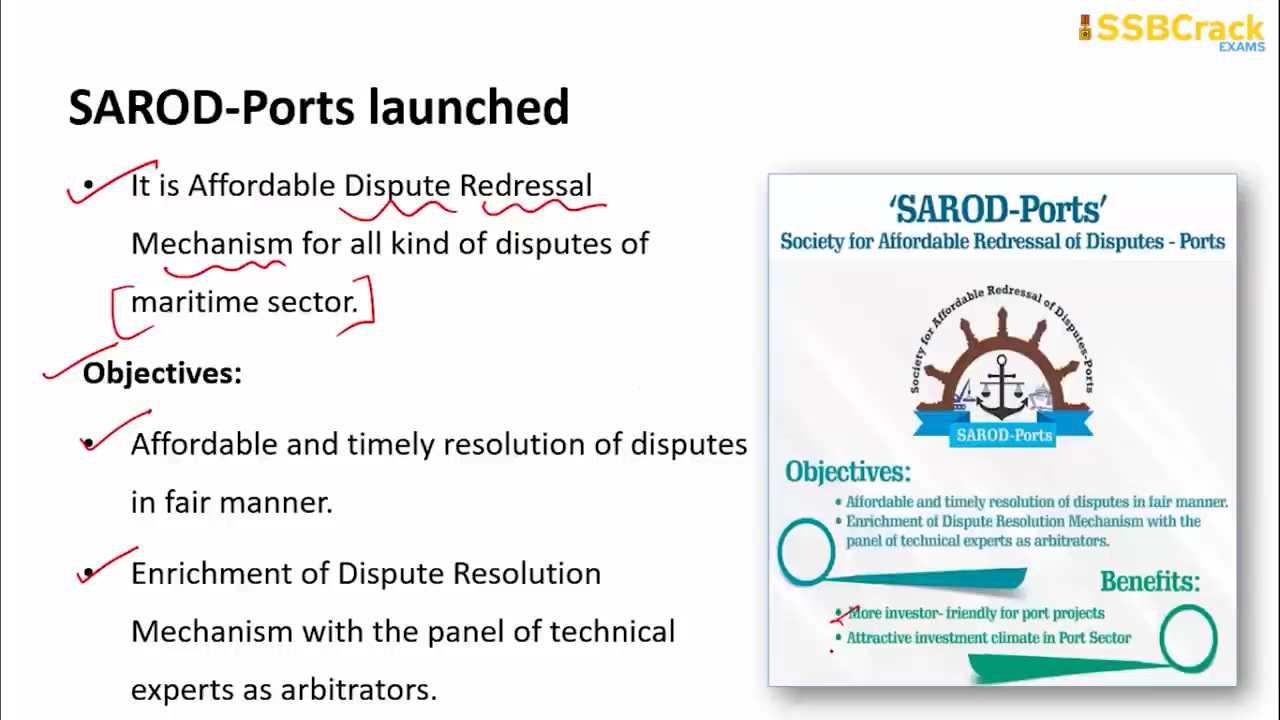 SSBCrack
EXAMS
SAROD-Ports launched
• It is Affordable Dispute Redressal
Mechanism for all kind of disputes of
maritime sector.
Objectives:
• Affordable and timely resolution of disputes
in fair manner.
• Enrichment of Dispute Resolution
Mechanism with the panel of technical
experts as arbitrators.
‘SAROD-Ports’
Society for Affordable Redressal of Disputes - Ports
Society for Affordable Redressal of Disputes-Ports
SAROD-Ports
Objectives:
• Affordable and timely resolution of disputes in fair manner.
• Enrichment of Dispute Resolution Mechanism with the
panel of technical experts as arbitrators.
Benefits:
• More investor- friendly for port projects
• Attractive investment climate in Port Sector